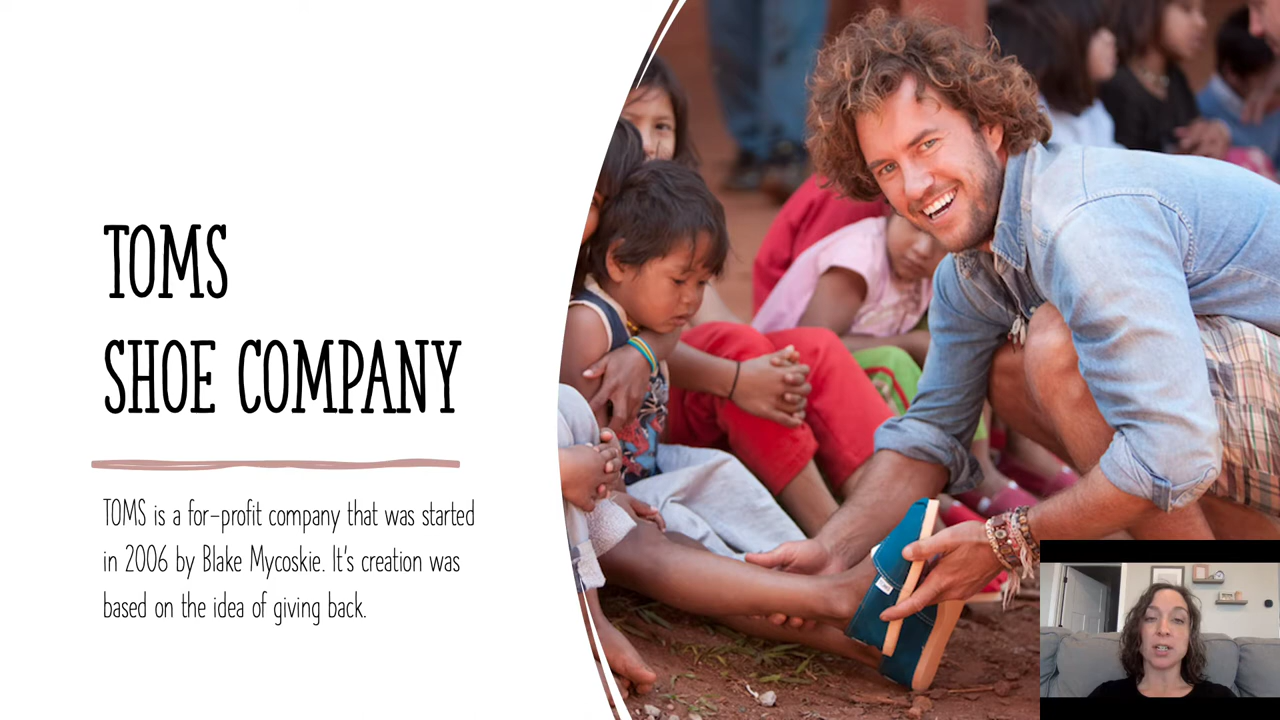 TOMS
SHOE COMPANY
TOMS is a for-profit company that was started
in 2006 by Blake Mycoskie. It's creation was
based on the idea of giving back.